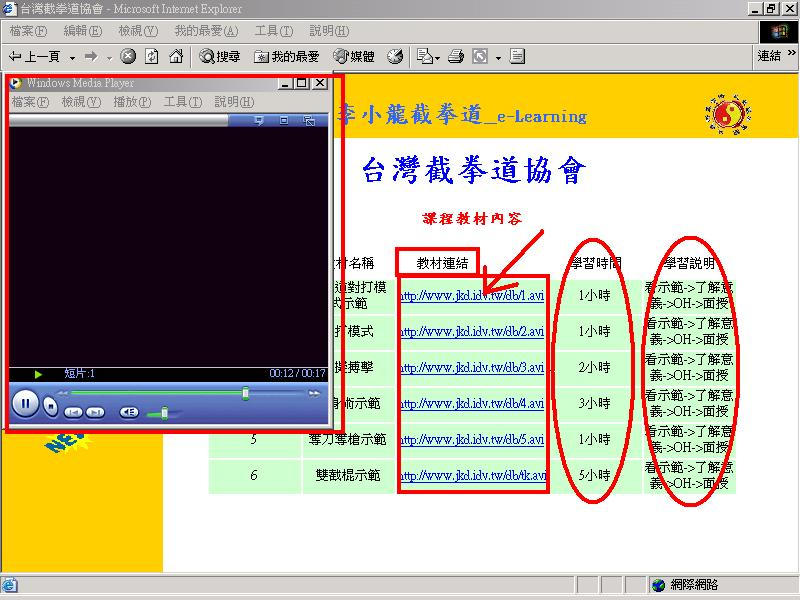 台灣截拳道協會 - Microsoft Internet Explorer
檔案(F) 編輯(E) 檢視(V) 我的最愛(A) 工具(T) 說明(H)
上一頁 搜尋 我的最愛 媒體 連結 »
Windows Media Player
檔案(F) 檢視(V) 播放(P) 工具(T) 說明(H)
李小龍截拳道_e-Learning
台灣截拳道協會
課程教材內容
材名稱 教材連結 學習時間 學習說明
道對打模
式示範 http://www.jkd.idv.tw/db/1.avi 1小時 看示範->了解意
義->OH->面授
打模式 http://www.jkd.idv.tw/db/2.avi 1小時 看示範->了解意
義->OH->面授
擬搏擊 http://www.jkd.idv.tw/db/3.avi 2小時 看示範->了解意
義->OH->面授
短片:1 00:12 / 00:17
身術示範 http://www.jkd.idv.tw/db/4.avi 3小時 看示範->了解意
義->OH->面授
NEW
5 奪刀奪槍示範 http://www.jkd.idv.tw/db/5.avi 1小時 看示範->了解意
義->OH->面授
6 雙截棍示範 http://www.jkd.idv.tw/db/tk.avi 5小時 看示範->了解意
義->OH->面授
網際網路